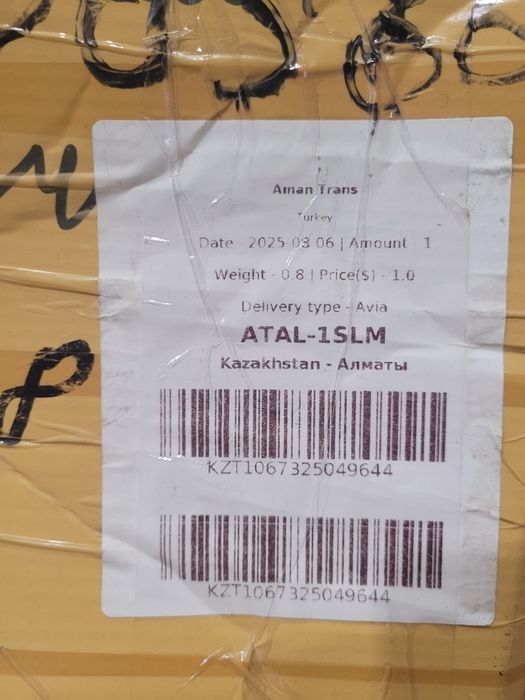 Aman Trans
Turkey
Date - 2025-08-06 | Amount - 1
Weight - 0.8 | Price($) - 1.0
Delivery type - Avia
ATAL-1SLM
Kazakhstan - Алматы
KZT1067325049644
KZT1067325049644
8